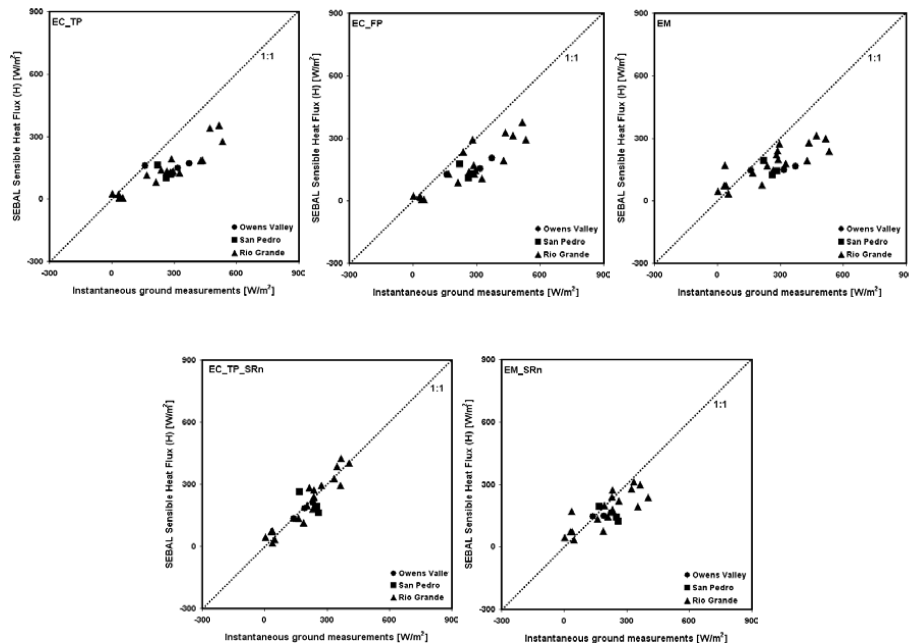 EC_TP
SEBAL Sensible Heat Flux (H) [W/m²]
900
600
300
0
-300
1:1
Owens Valley
San Pedro
Rio Grande
-300 0 300 600 900
Instantaneous ground measurements [W/m²]
EC_FP
SEBAL Sensible Heat Flux (H) [W/m²]
900
600
300
0
-300
1:1
Owens Valley
San Pedro
Rio Grande
-300 0 300 600 900
Instantaneous ground measurements [W/m²]
EM
SEBAL Sensible Heat Flux (H) [W/m²]
900
600
300
0
-300
1:1
Owens Valley
San Pedro
Rio Grande
-300 0 300 600 900
Instantaneous ground measurements [W/m²]
EC_TP_SRn
SEBAL Sensible Heat Flux (H) [W/m²]
900
600
300
0
-300
1:1
Owens Valley
San Pedro
Rio Grande
-300 0 300 600 900
Instantaneous ground measurements [W/m²]
EM_SRn
SEBAL Sensible Heat Flux (H) [W/m²]
900
600
300
0
-300
1:1
Owens Valley
San Pedro
Rio Grande
-300 0 300 600 900
Instantaneous ground measurements [W/m²]